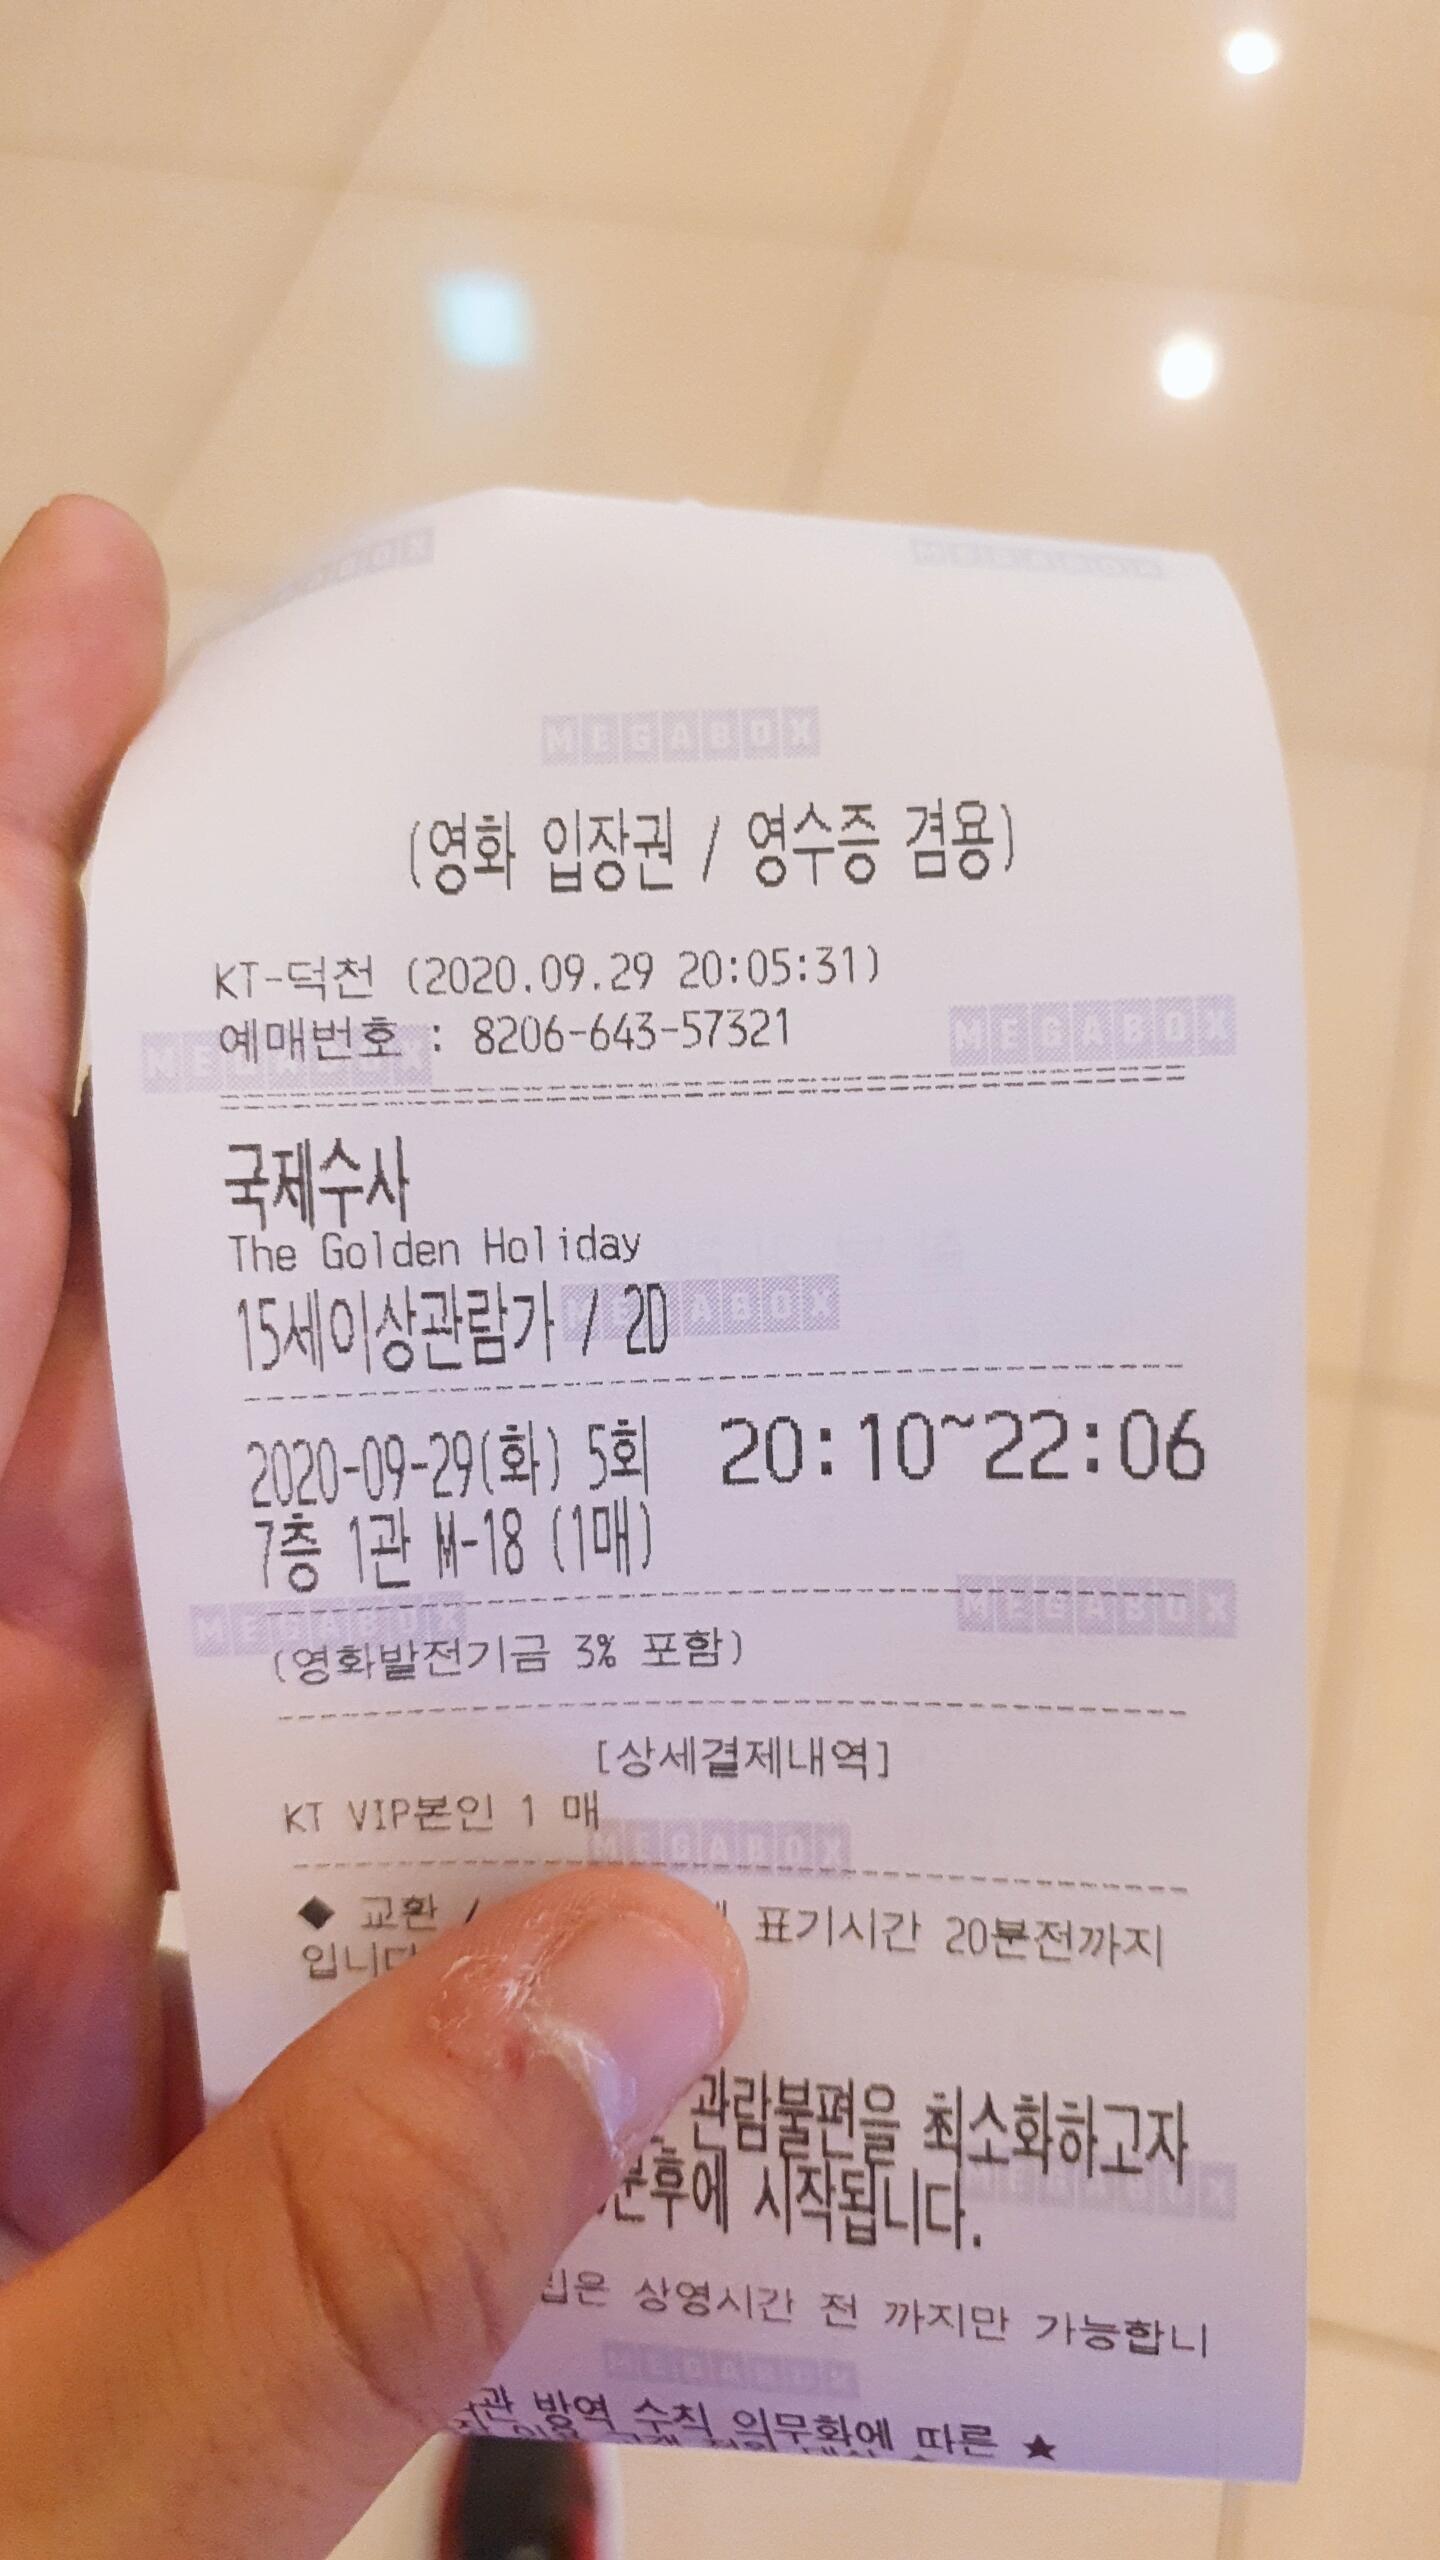 MEGABOX
(영화 입장권 / 영수증 겸용)
KT-덕천 (2020.09.29 20:05:31)
예매번호 : 8206-643-57321
MEGABOX
국제수사
The Golden Holiday
15세이상관람가 / 2D
MEGABOX
2020-09-29(화) 5회 20:10~22:06
7층 1관 M-18 (1매)
MEGABOX MEGABOX
(영화발전기금 3% 포함)
[상세결제내역]
KT VIP본인 1 매
MEGABOX
◆ 교환 / 표기시간 20분전까지
관람불편을 최소화하고자
시작됩니다.
MEGABOX
상영시간 전 까지만 가능합니
MEGABOX
방역 수칙 의무화에 따른 ★